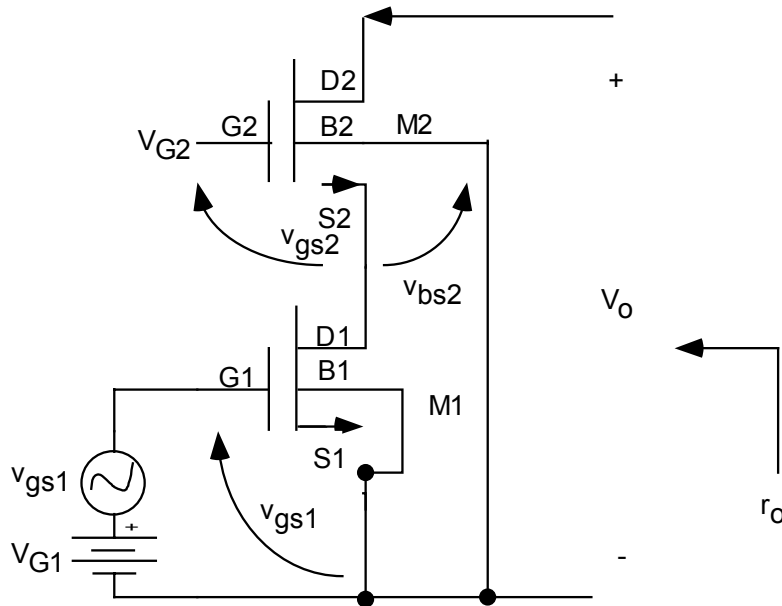 D2
+
G2
B2
M2
VG2
S2
vgs2
vbs2
Vo
D1
G1
B1
M1
S1
vgs1
vgs1
ro
+
VG1
-